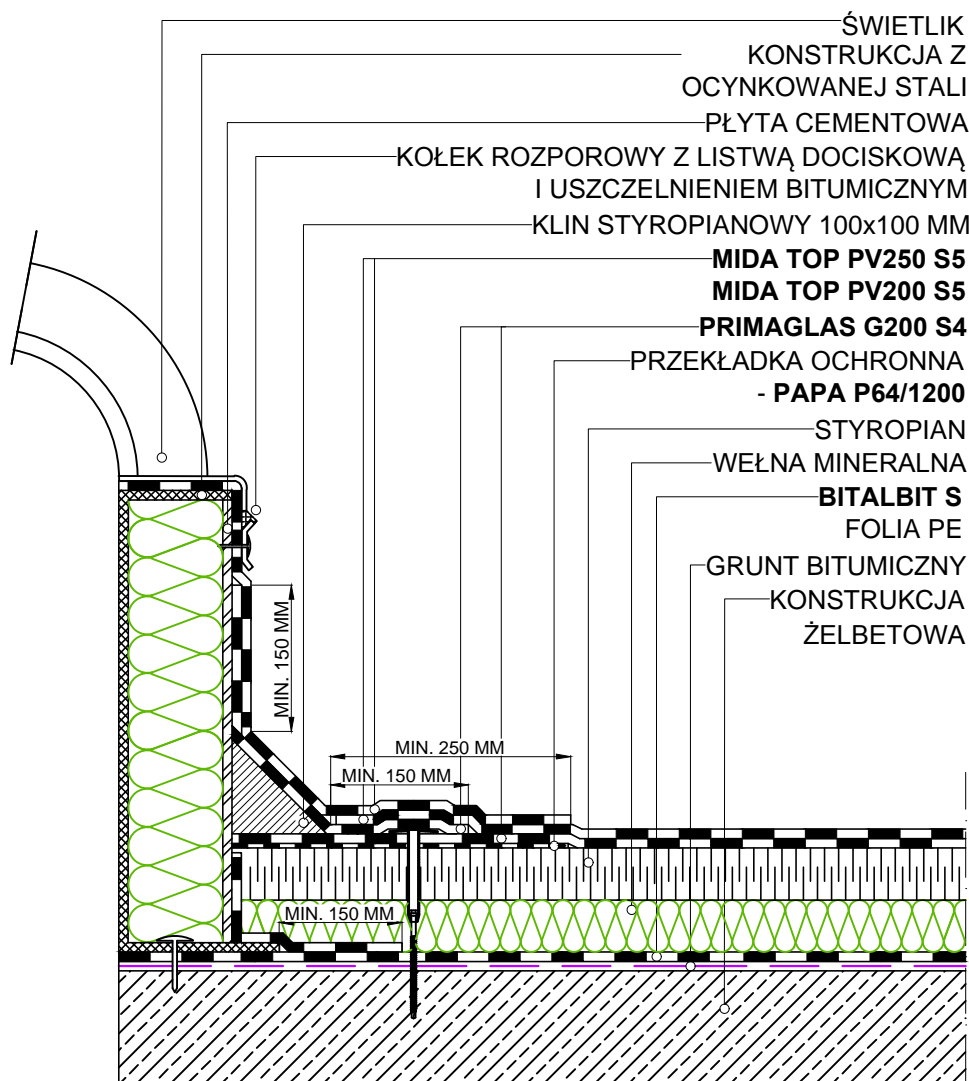 ŚWIETLIK
KONSTRUKCJA Z
OCYNKOWANEJ STALI
PŁYTA CEMENTOWA
KOŁEK ROZPOROWY Z LISTWĄ DOCISKOWĄ
I USZCZELNIENIEM BITUMICZNYM
KLIN STYROPIANOWY 100x100 MM
MIDA TOP PV250 S5
MIDA TOP PV200 S5
PRIMAGLAS G200 S4
PRZEKŁADKA OCHRONNA
- PAPA P64/1200
STYROPIAN
WEŁNA MINERALNA
BITALBIT S
FOLIA PE
GRUNT BITUMICZNY
KONSTRUKCJA
ŻELBETOWA
MIN. 150 MM
MIN. 250 MM
MIN. 150 MM
MIN. 150 MM